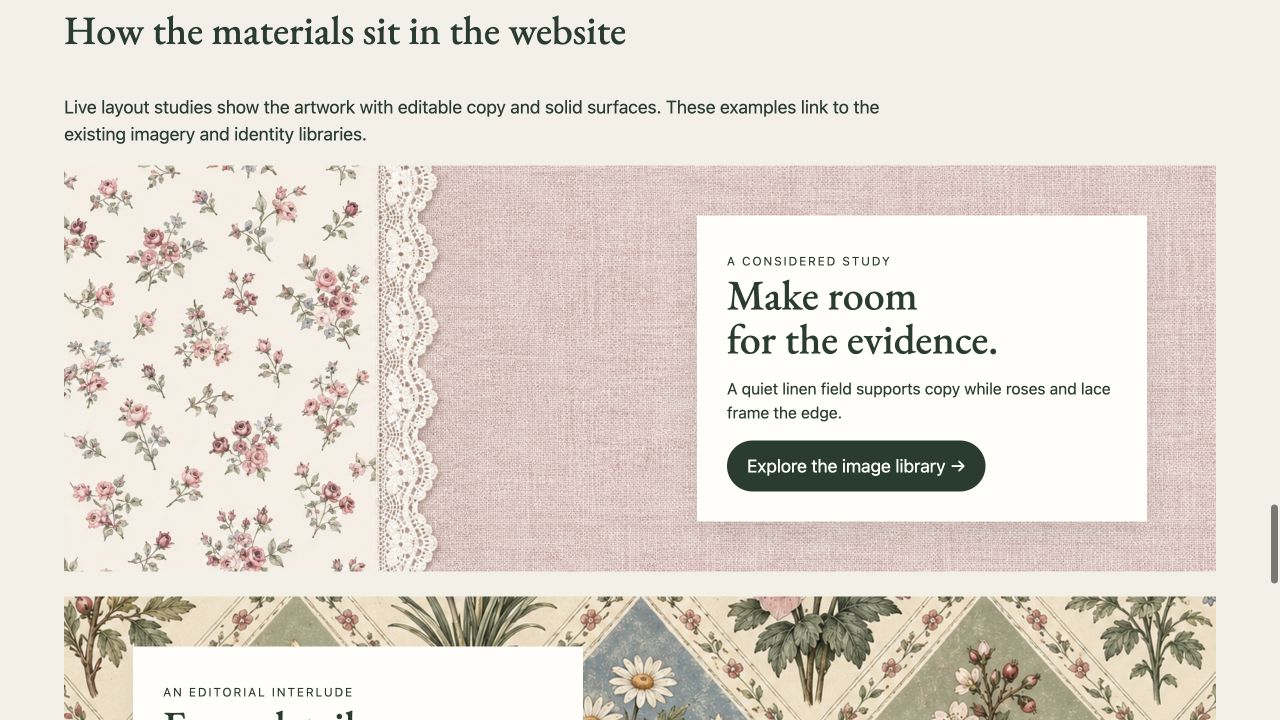 How the materials sit in the website
Live layout studies show the artwork with editable copy and solid surfaces. These examples link to the
existing imagery and identity libraries.
A CONSIDERED STUDY
Make room
for the evidence.
A quiet linen field supports copy while roses and lace
frame the edge.
Explore the image library →
AN EDITORIAL INTERLUDE